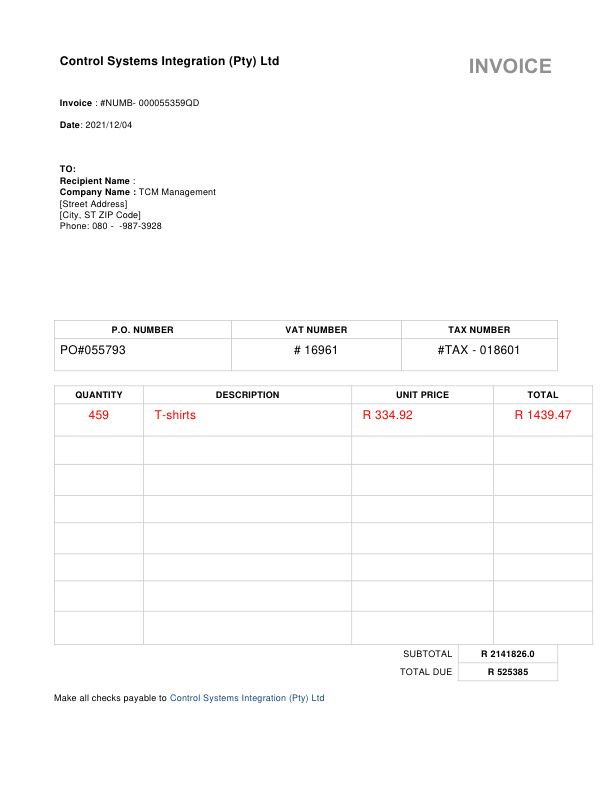 Control Systems Integration (Pty) Ltd
INVOICE
Invoice : #NUMB- 000055359QD
Date: 2021/12/04
TO:
Recipient Name :
Company Name : TCM Management
[Street Address]
[City, ST ZIP Code]
Phone: 080 - -987-3928
P.O. NUMBER VAT NUMBER TAX NUMBER
PO#055793 # 16961 #TAX - 018601
QUANTITY DESCRIPTION UNIT PRICE TOTAL
459 T-shirts R 334.92 R 1439.47
SUBTOTAL R 2141826.0
TOTAL DUE R 525385
Make all checks payable to Control Systems Integration (Pty) Ltd